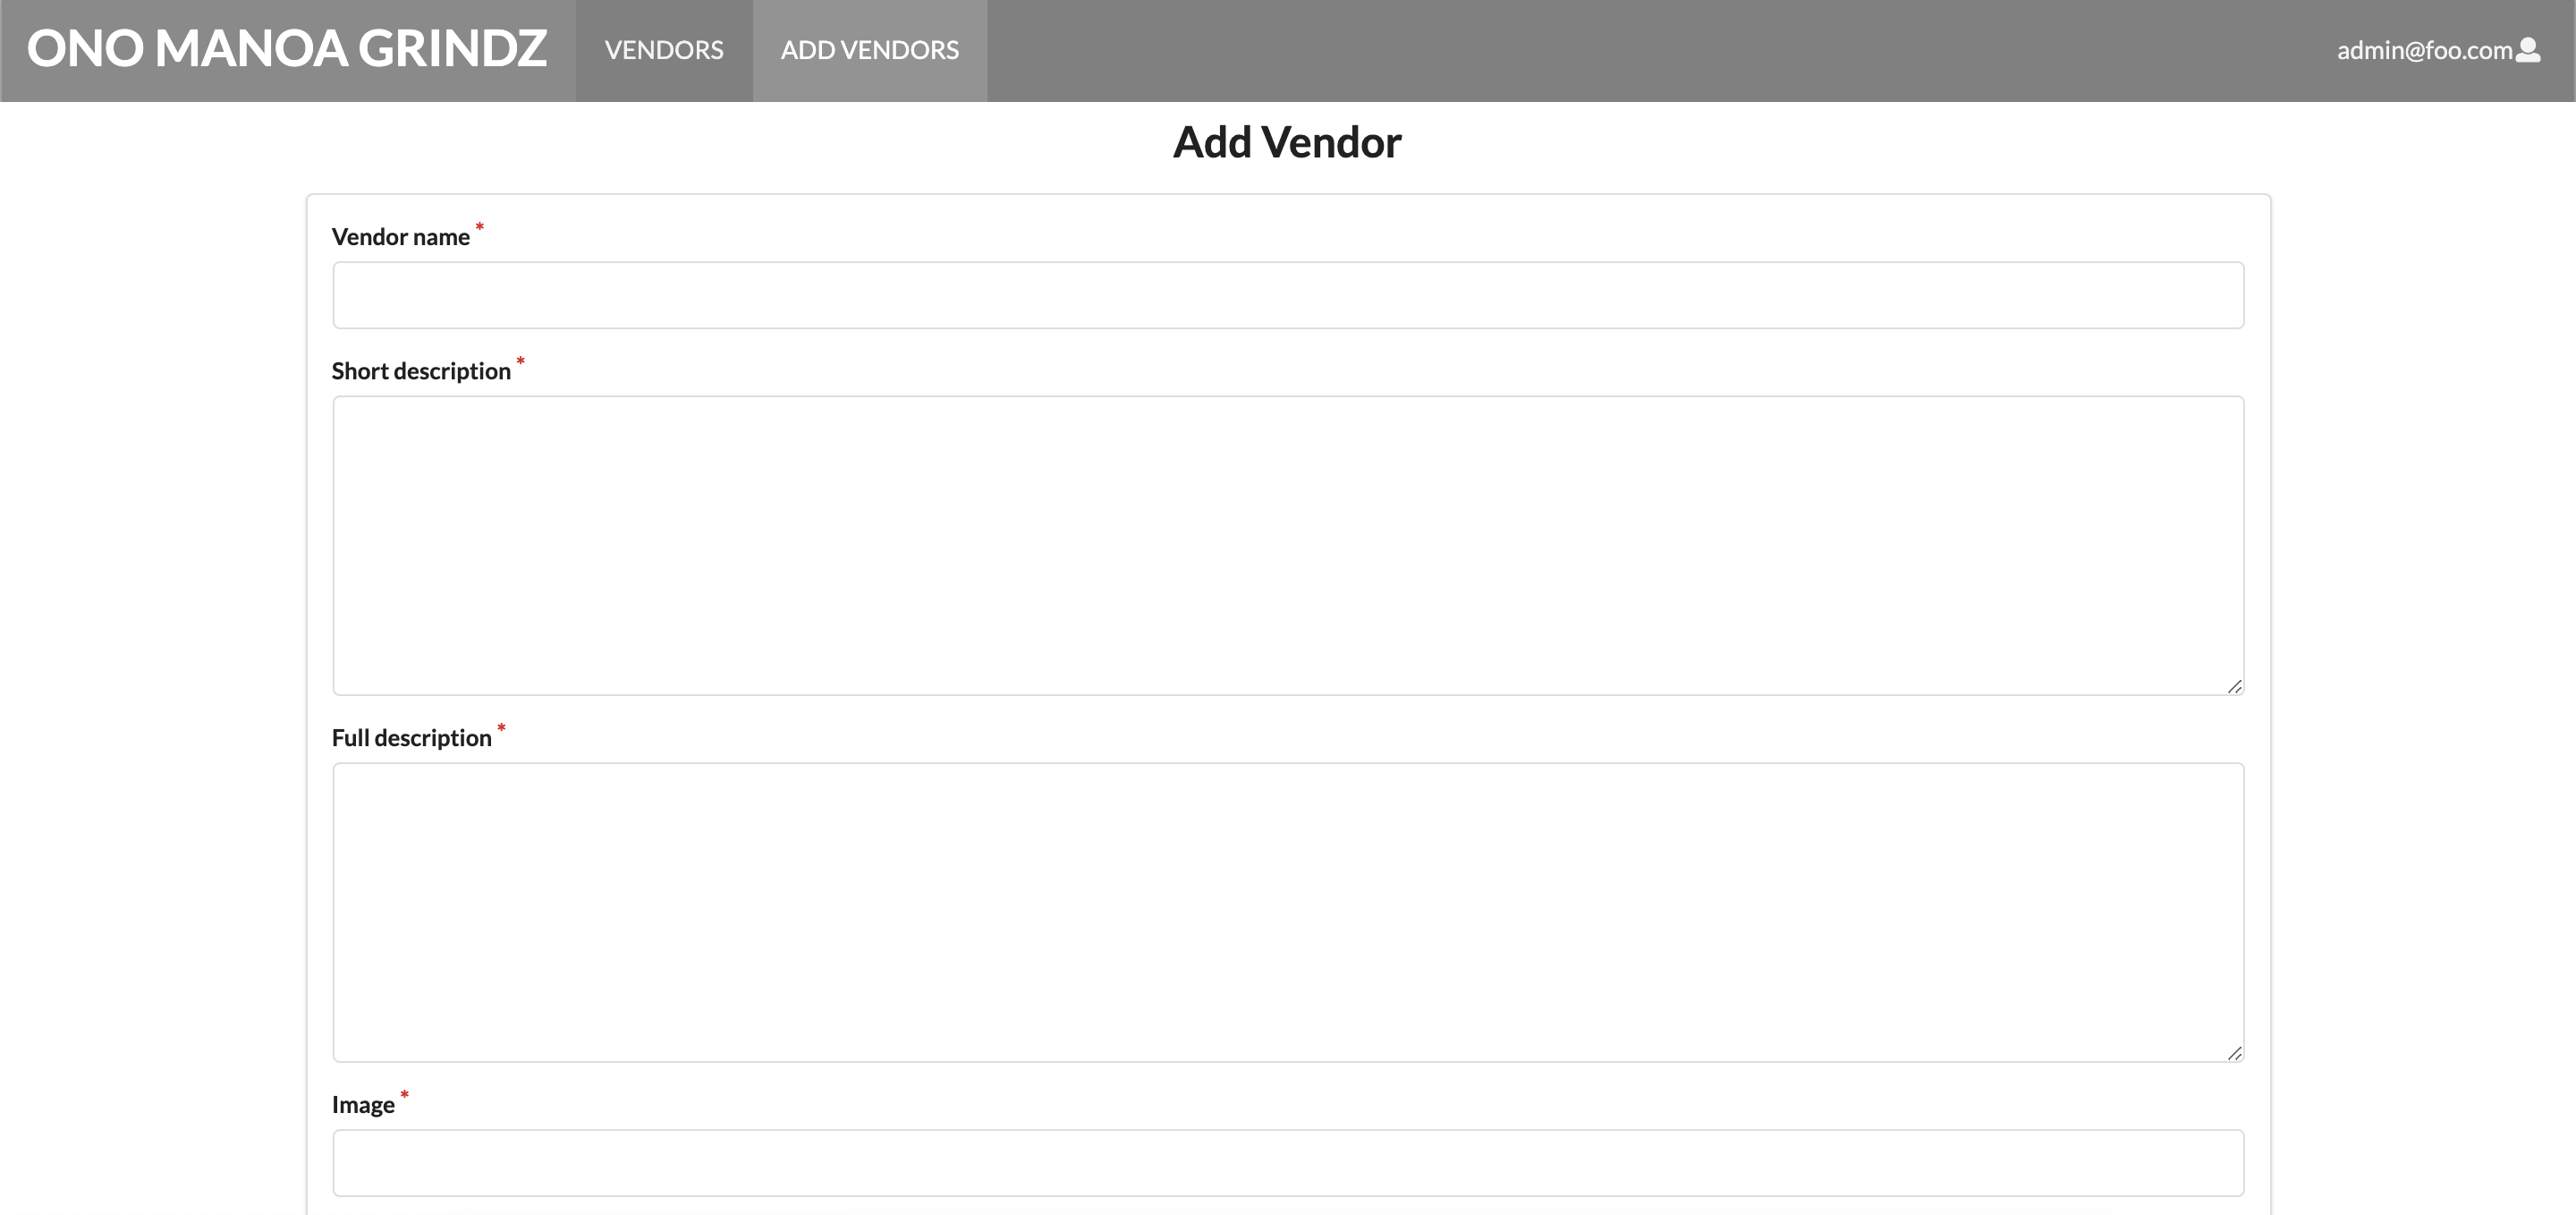 ONO MANOA GRINDZ VENDORS ADD VENDORS admin@foo.com
Add Vendor
Vendor name *
Short description *
Full description *
Image *